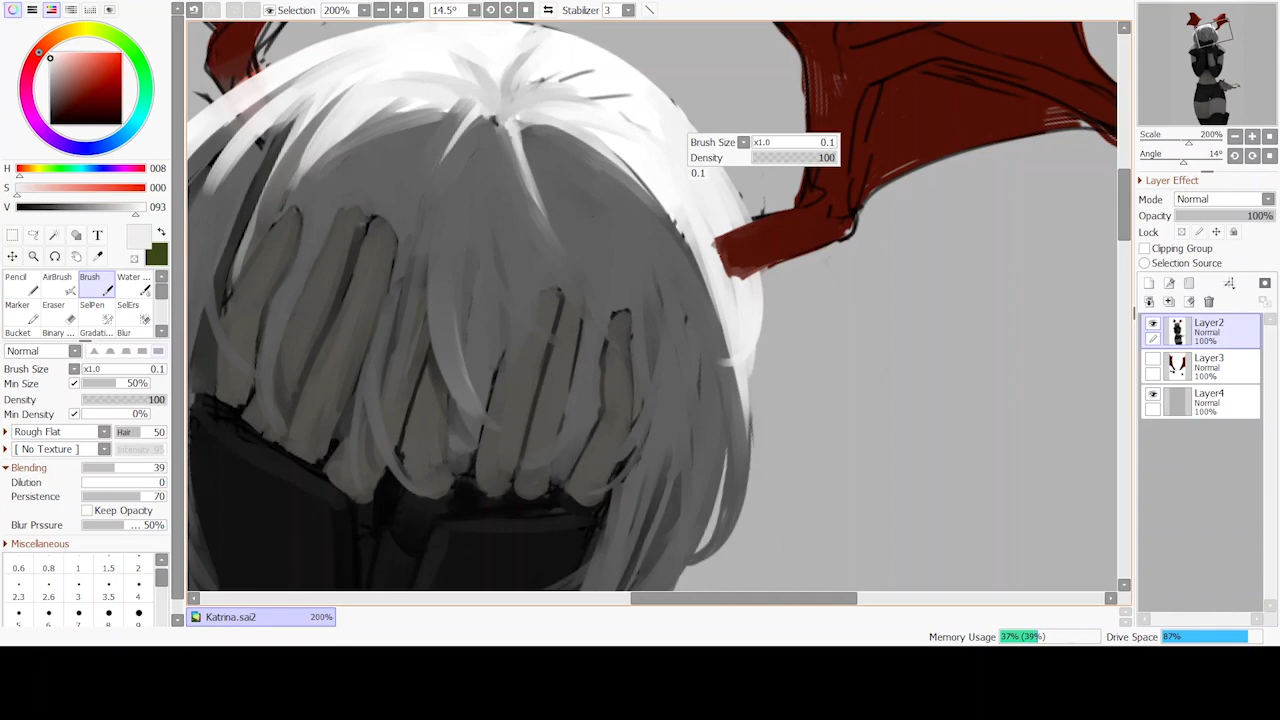 Selection 200% 14.5° Stabilizer 3
Brush Size x1.0 0.1
Density 100
0.1
H 008
S 000
V 093
T
Pencil AirBrush Brush Water ...
Marker Eraser SelPen SelErs
Bucket Binary ... Gradati... Blur
Normal
Brush Size x1.0 0.1
Min Size 50%
Density 100
Min Density 0%
Rough Flat Hair 50
[ No Texture ] Intensity 95
Blending 39
Dilution 0
Persistence 70
Keep Opacity
Blur Prssure ... 50%
Miscellaneous
0.6 0.8 1 1.5 2
2.3 2.6 3 3.5 4
5 6 7 8 9
Katrina.sai2 200%
Scale 200%
Angle 14°
Layer Effect
Mode Normal
Opacity 100%
Lock
Clipping Group
Selection Source
Layer2
Normal
100%
Layer3
Normal
100%
Layer4
Normal
100%
Memory Usage 37% (39%) Drive Space 87%